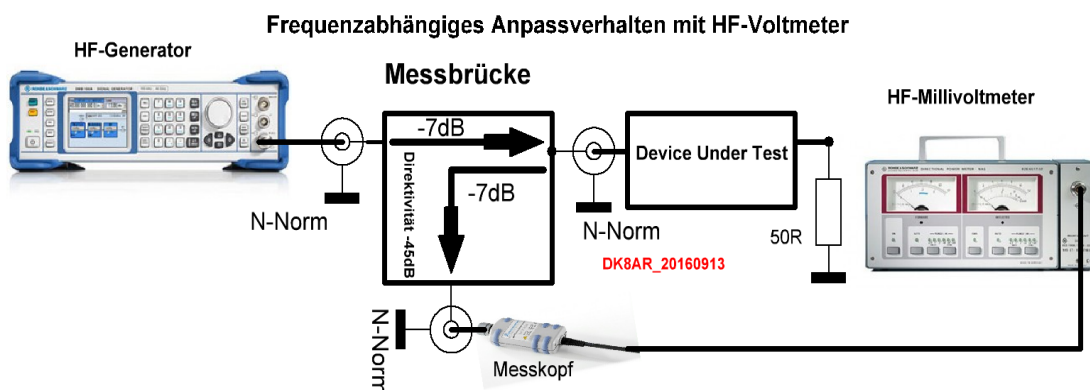 Frequenzabhängiges Anpassverhalten mit HF-Voltmeter
HF-Generator
Messbrücke
HF-Millivoltmeter
-7dB
-7dB
Direktivität -45dB
Device Under Test
N-Norm
N-Norm
50R
DK8AR_20160913
N-Norm
Messkopf